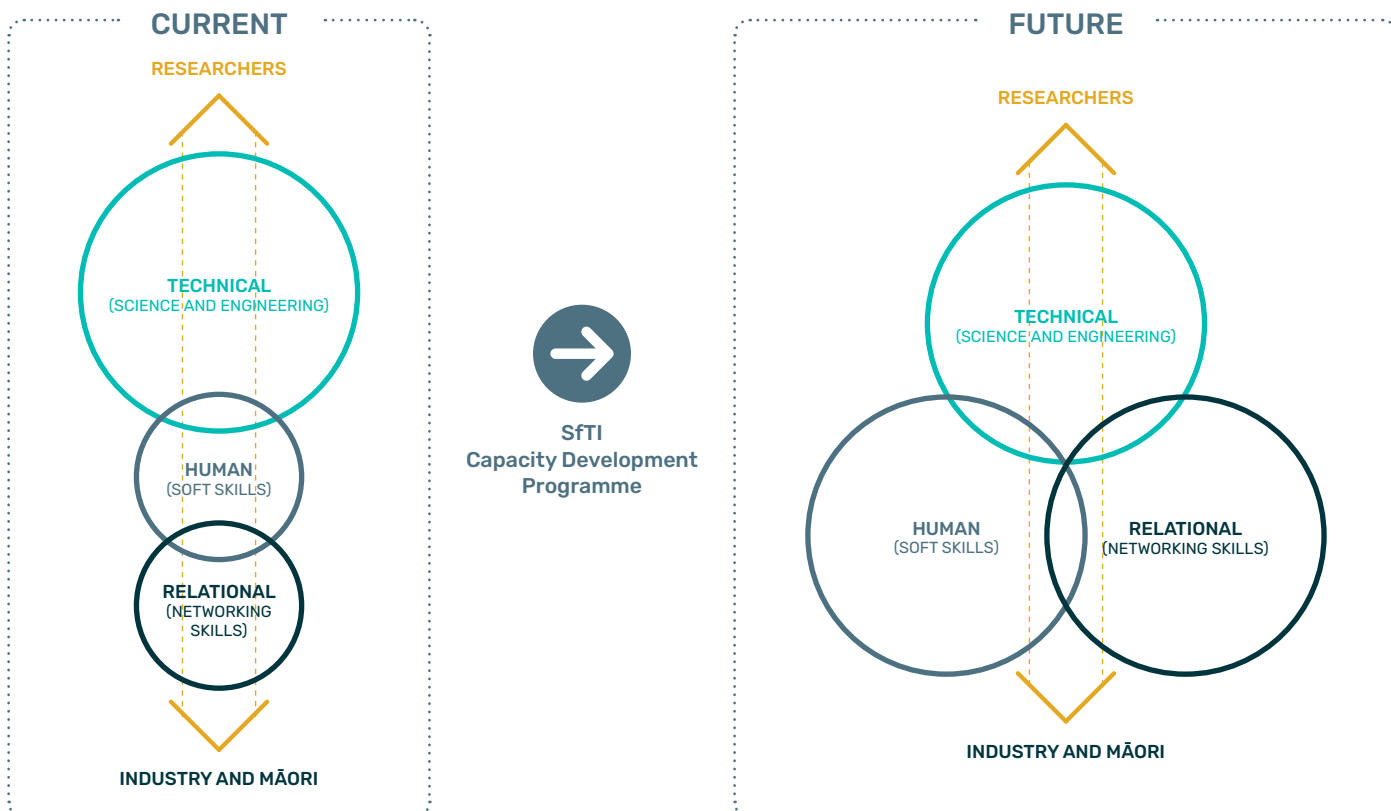 CURRENT
RESEARCHERS
TECHNICAL
(SCIENCE AND ENGINEERING)
HUMAN
(SOFT SKILLS)
RELATIONAL
(NETWORKING
SKILLS)
INDUSTRY AND MĀORI
SfTI
Capacity Development
Programme
FUTURE
RESEARCHERS
TECHNICAL
(SCIENCE AND ENGINEERING)
HUMAN
(SOFT SKILLS)
RELATIONAL
(NETWORKING SKILLS)
INDUSTRY AND MĀORI